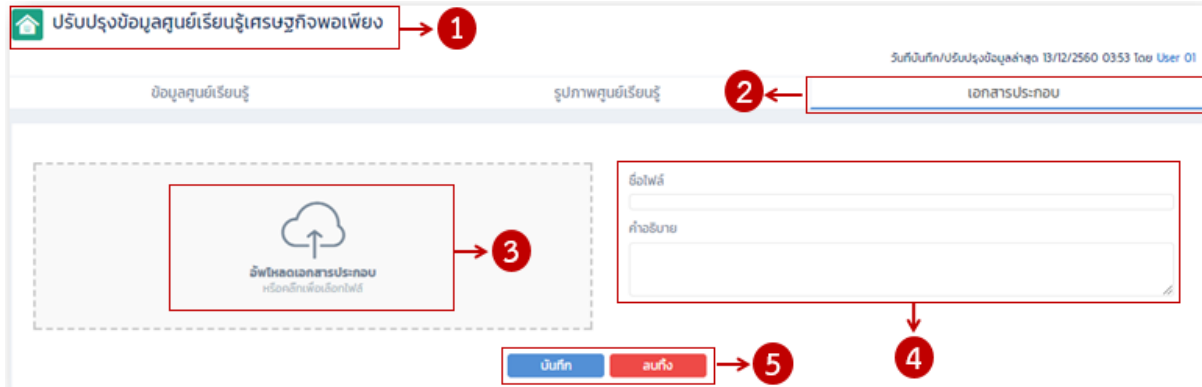 ปรับปรุงข้อมูลศูนย์เรียนรู้เศรษฐกิจพอเพียง
1
วันที่บันทึก/ปรับปรุงข้อมูลล่าสุด 13/12/2560 03:53 โดย User 01
ข้อมูลศูนย์เรียนรู้
รูปภาพศูนย์เรียนรู้
2
เอกสารประกอบ
ชื่อไฟล์
คำอธิบาย
3
อัพโหลดเอกสารประกอบ
หรือคลิกเพื่อเลือกไฟล์
4
บันทึก
ลบทิ้ง
5